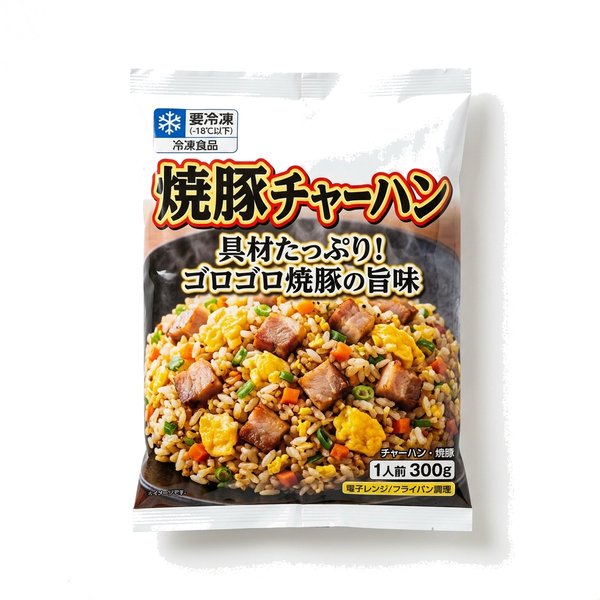 要冷凍
(-18℃以下)
冷凍食品
焼豚チャーハン
具材たっぷり!
ゴロゴロ焼豚の旨味
チャーハン・焼豚
1人前 300g
電子レンジ/フライパン調理